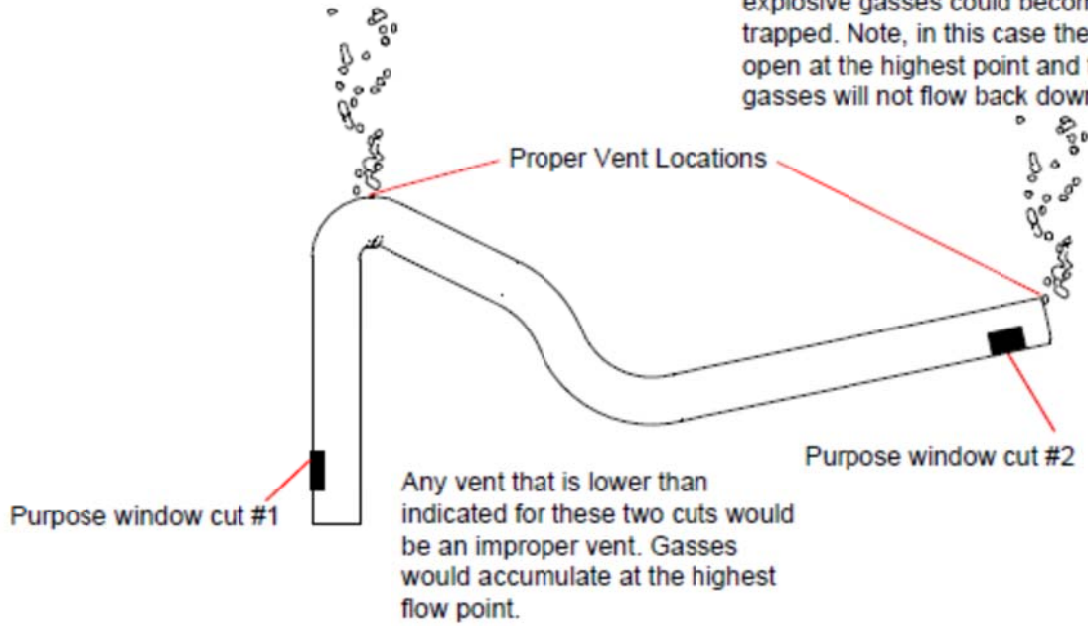 explosive gasses could becom
trapped. Note, in this case the
open at the highest point and
gasses will not flow back down
Proper Vent Locations
Purpose window cut #2
Any vent that is lower than
indicated for these two cuts would
be an improper vent. Gasses
would accumulate at the highest
flow point.
Purpose window cut #1